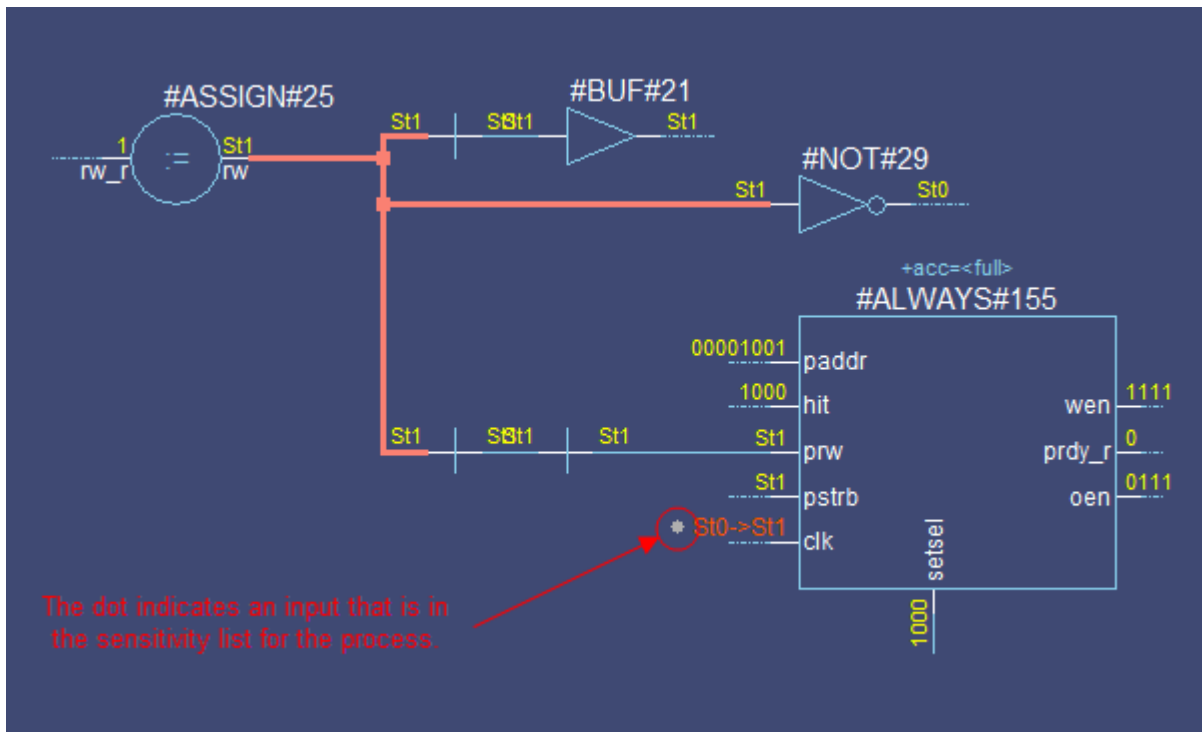 #ASSIGN#25
#BUF#21
St1
St1
St1
1
St1
:=
rw_r
rw
#NOT#29
St1
St0
+acc=<full>
#ALWAYS#155
00001001
paddr
1000
hit
wen
1111
St1
St1
St1
St1
prw
prdy_r
0
St1
pstrb
oen
0111
St0->St1
clk
setsel
1000
The dot indicates an input that is in
the sensitivity list for the process.